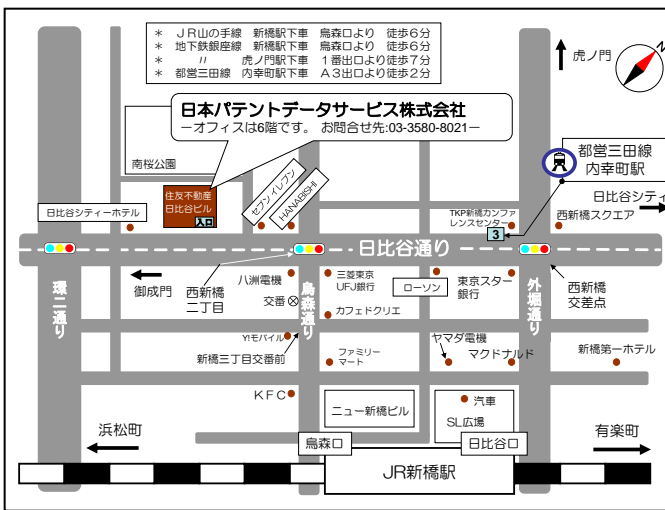 * ＪＲ山の手線 新橋駅下車 烏森口より 徒歩６分
* 地下鉄銀座線 新橋駅下車 烏森口より 徒歩６分
* 〃 虎ノ門駅下車 １番出口より徒歩７分
* 都営三田線 内幸町駅下車 Ａ３出口より徒歩２分
虎ノ門
N
日本パテントデータサービス株式会社
－オフィスは6階です。 お問合せ先:03-3580-8021－
都営三田線
内幸町駅
南桜公園
住友不動産
日比谷ビル
入口
セブンイレブン
HANABISHI
日比谷シティ
日比谷シティーホテル
TKP新橋カンファ
レンスセンター
西新橋スクエア
3
日比谷通り
御成門
西新橋
二丁目
八洲電機
交番
三菱東京
UFJ銀行
カフェドクリエ
ローソン
東京スター
銀行
西新橋
交差点
環二通り
烏森通り
外堀通り
Y!モバイル
新橋三丁目交番前
ファミリー
マート
ヤマダ電機
マクドナルド
新橋第一ホテル
ＫＦＣ
ニュー新橋ビル
汽車
SL広場
浜松町
烏森口
日比谷口
有楽町
JR新橋駅